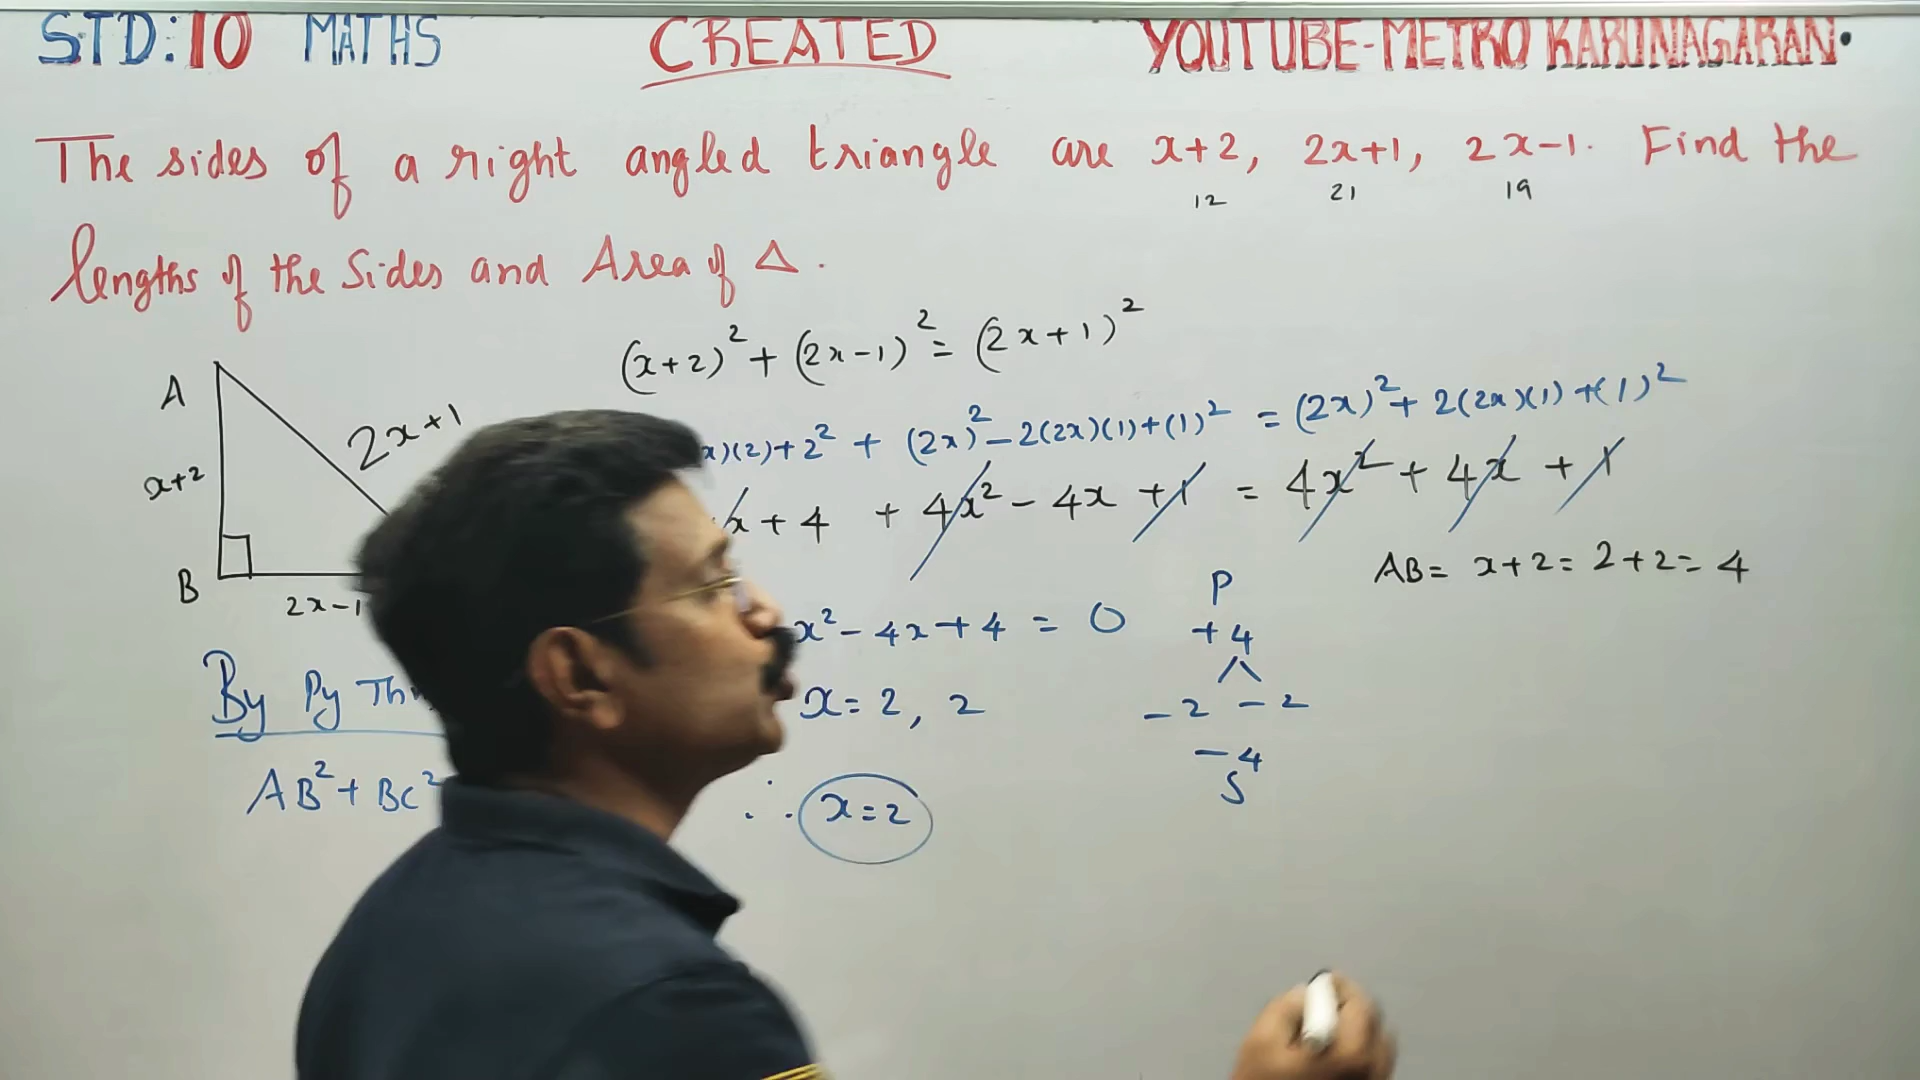 STD:10 MATHS CREATED YOUTUBE-METRO KARUNAGARAN.
The sides of a right angled triangle are x+2, 2x+1, 2x-1. Find the
12 21 19
lengths of the Sides and Area of Δ.
(x+2)² + (2x-1)² = (2x+1)²
A
2x+1
x+2
B
2x-1
x)(2)+2² + (2x)²-2(2x)(1)+(1)² = (2x)²+2(2x)(1)+(1)²
x+4 + 4x²-4x+1 = 4x²+4x+1
AB= x+2=2+2=4
x²-4x+4 = 0
P
+4
-2 -2
-4
S
By Py Th
x=2, 2
AB²+BC²
∴ x=2